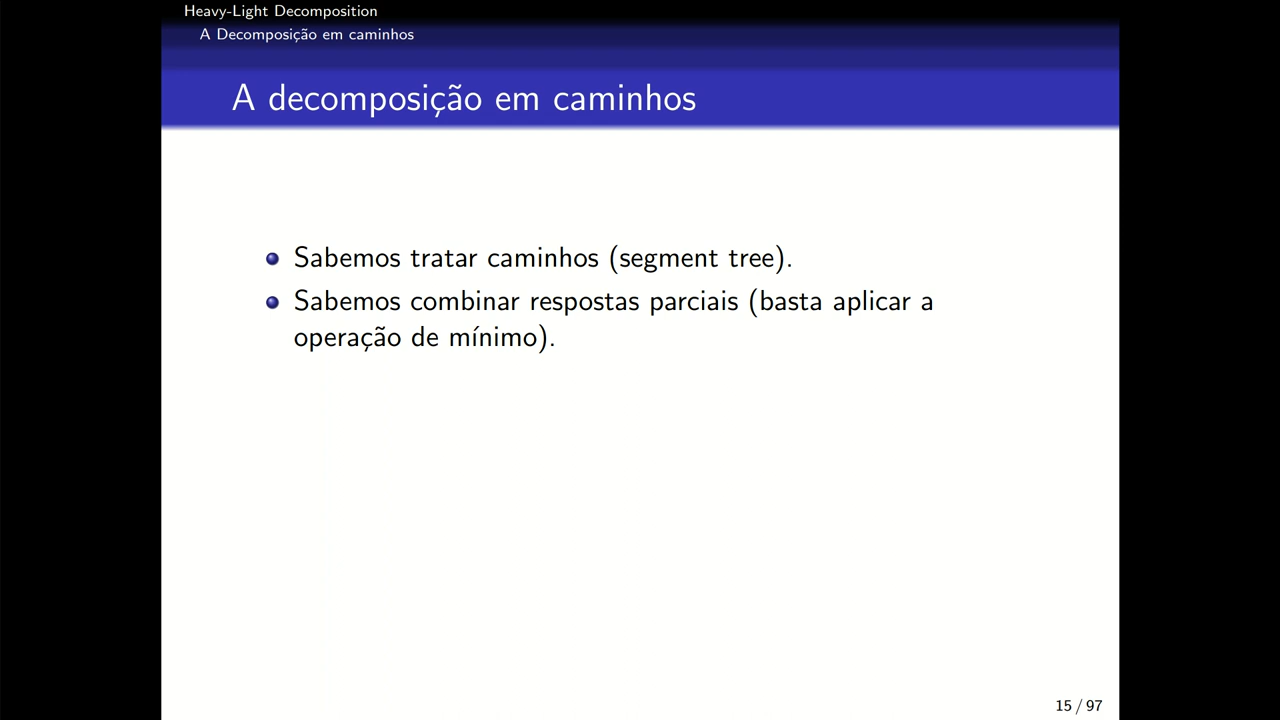 Heavy-Light Decomposition
A Decomposição em caminhos
A decomposição em caminhos
Sabemos tratar caminhos (segment tree).
Sabemos combinar respostas parciais (basta aplicar a
operação de mínimo).
15 / 97